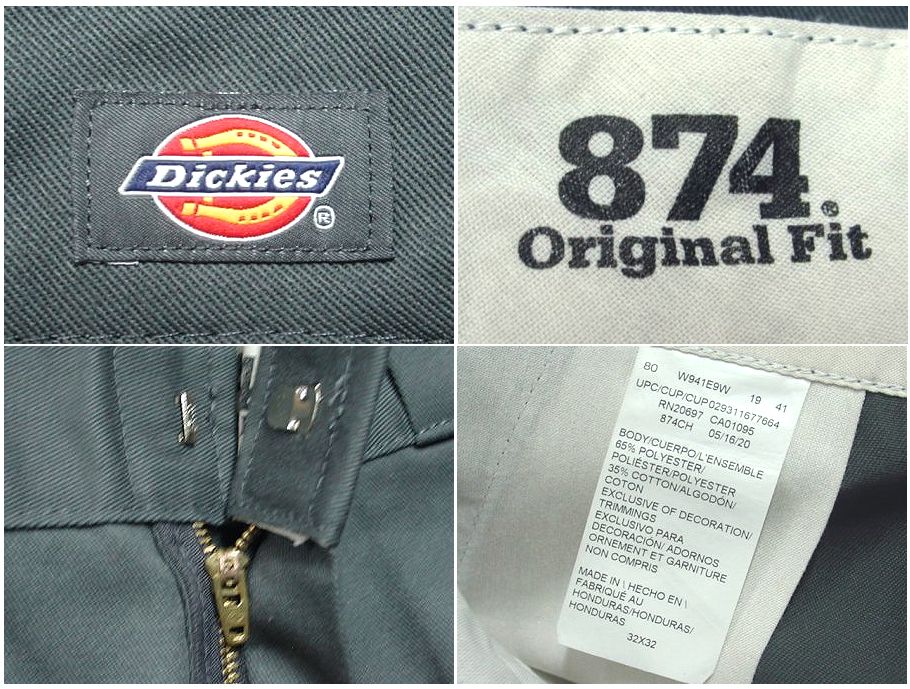 Dickies
®
874®
Original Fit
80 W941E9W 19 41
UPC/CUP/CUP029311677664
RN20697 CA01095
874CH 05/16/20
BODY/CUERPO/L'ENSEMBLE
65% POLYESTER/
POLIÉSTER/POLYESTER
35% COTTON/ALGODÓN/
COTON
EXCLUSIVE OF DECORATION/
TRIMMINGS
EXCLUSIVO PARA
DECORACIÓN/ ADORNOS
ORNEMENT ET GARNITURE
NON COMPRIS
MADE IN \ HECHO EN \
FABRIQUÉ AU
HONDURAS/HONDURAS/
HONDURAS
32X32